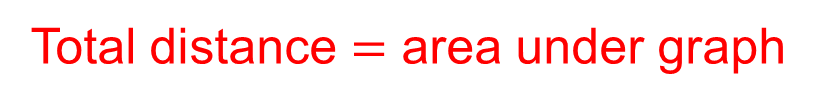 Total distance = area under graph